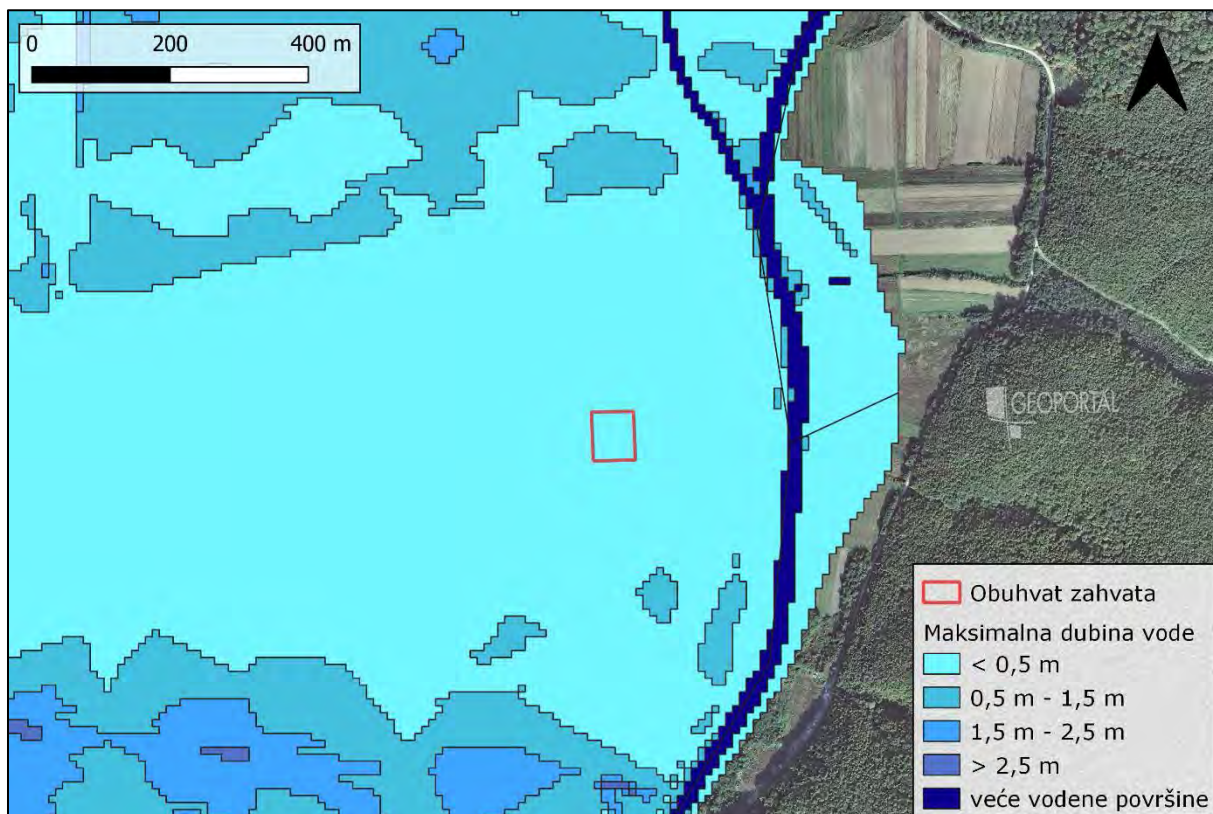 0 200 400 m
GEOPORTAL
Obuhvat zahvata
Maksimalna dubina vode
< 0,5 m
0,5 m - 1,5 m
1,5 m - 2,5 m
> 2,5 m
veće vodene površine